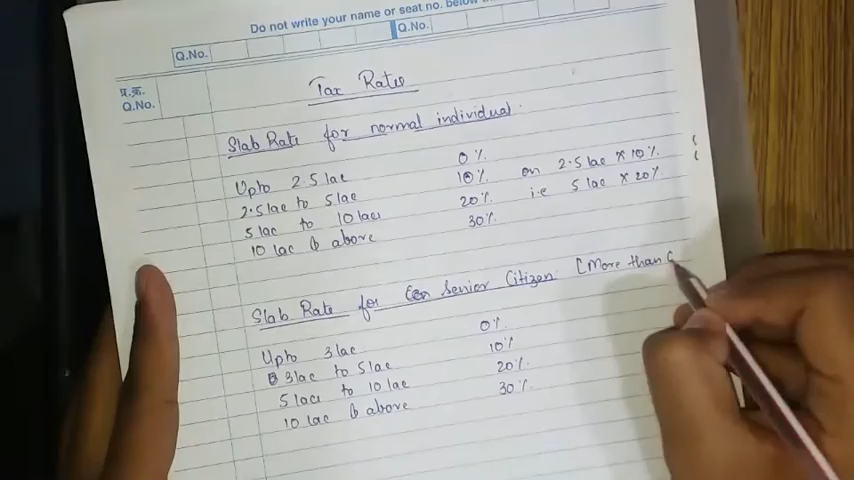 Do not write your name or seat no. below
Q.No.
Q.No.
प्र.क्र.
Q.No.
Tax Rates
Slab Rate for normal individual.
Upto 2.5 lac 0%.
2.5 lac to 5 lac 10%. on 2.5 lac x 10%.
5 lac to 10 lacs 20%. i.e 5 lac x 20%.
10 lac & above 30%.
Slab Rate for Senior Citizen [More than
Upto 3 lac 0%.
3 lac to 5 lac 10%.
5 lacs to 10 lac 20%.
10 lac & above 30%.